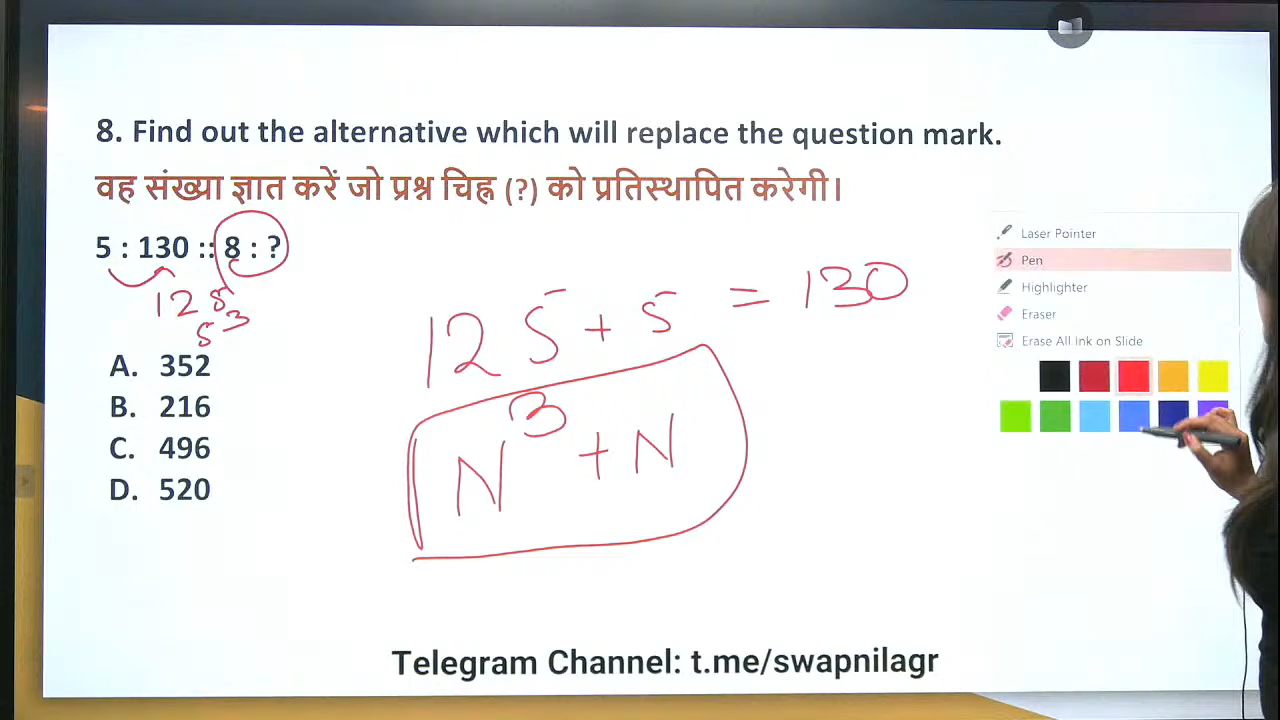 8. Find out the alternative which will replace the question mark.
वह संख्या ज्ञात करें जो प्रश्न चिह्न (?) को प्रतिस्थापित करेगी।
5 : 130 :: 8 : ?
125
5³
125 + 5 = 130
N³ + N
A. 352
B. 216
C. 496
D. 520
Laser Pointer
Pen
Highlighter
Eraser
Erase All Ink on Slide
Telegram Channel: t.me/swapnilagr